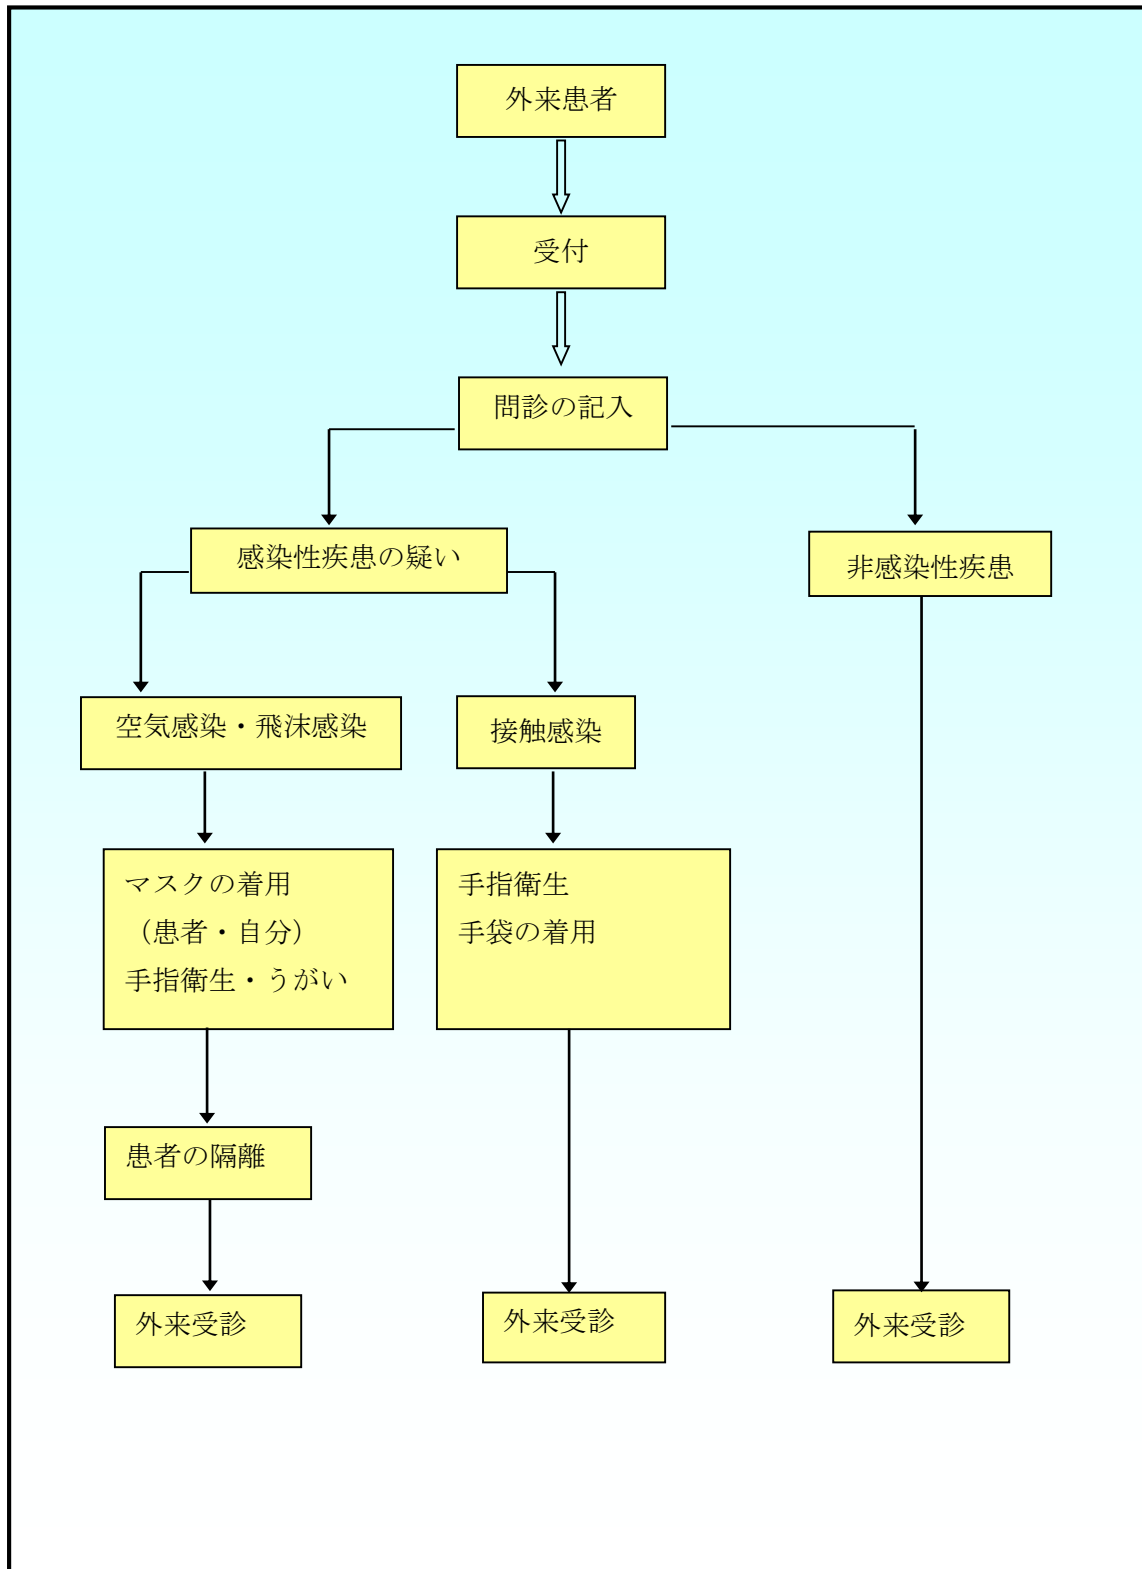 外来患者
受付
問診の記入
感染性疾患の疑い
非感染性疾患
空気感染・飛沫感染
接触感染
マスクの着用
（患者・自分）
手指衛生・うがい
手指衛生
手袋の着用
患者の隔離
外来受診
外来受診
外来受診